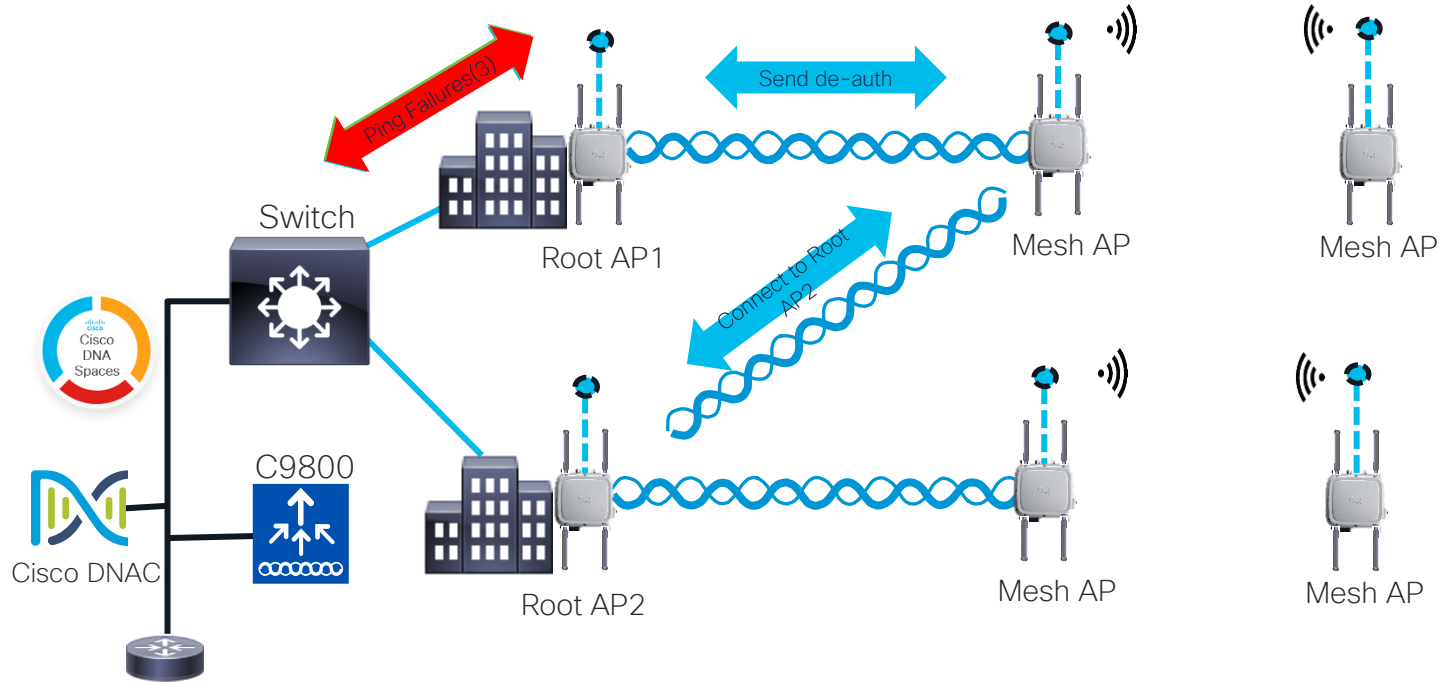 Ping Failures(3)
Send de-auth
Switch
Root AP1
Mesh AP
Mesh AP
Connect to Root
AP2
CISCO
Cisco
DNA
Spaces
C9800
Cisco DNAC
Root AP2
Mesh AP
Mesh AP